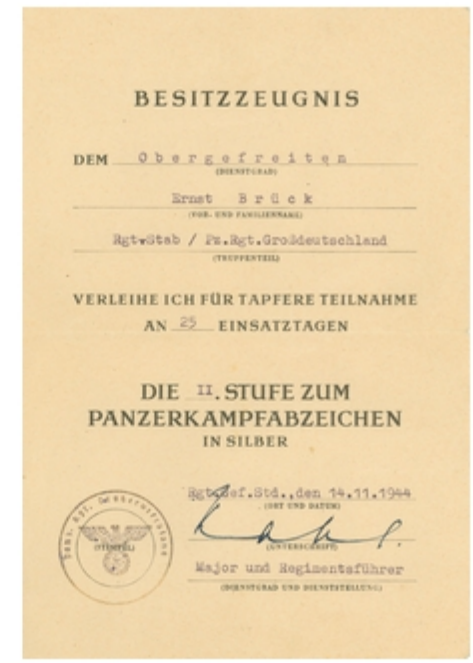 BESITZZEUGNIS
DEM Obergefreiten
(DIENSTGRAD)
Ernst Brück
(VOR- UND FAMILIENNAME)
Rgt.Stab / Pz.Rgt.Großdeutschland
(TRUPPENTEIL)
VERLEIHE ICH FÜR TAPFERE TEILNAHME
AN 25 EINSATZTAGEN
DIE II. STUFE ZUM
PANZERKAMPFABZEICHEN
IN SILBER
Rgt.Gef.Std., den 14.11.1944
(ORT UND DATUM)
(STEMPEL)
(UNTERSCHRIFT)
Major und Regimentsführer
(DIENSTGRAD UND DIENSTSTELLUNG)